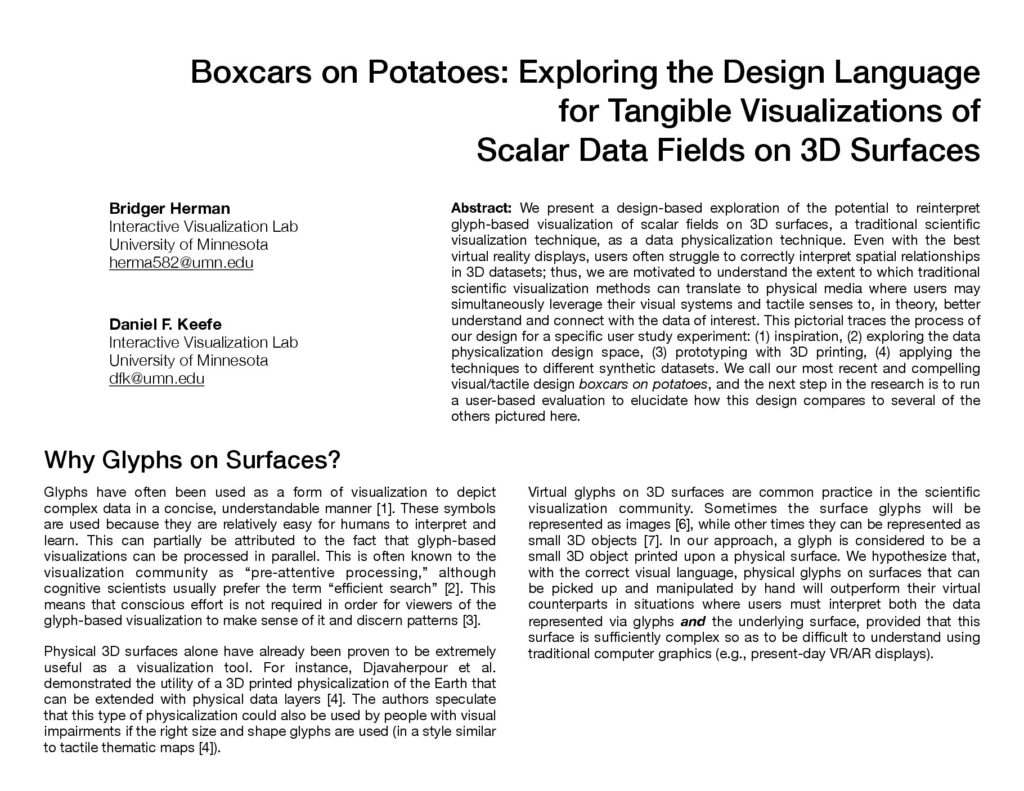 Boxcars on Potatoes: Exploring the Design Language
for Tangible Visualizations of
Scalar Data Fields on 3D Surfaces
Bridger Herman
Interactive Visualization Lab
University of Minnesota
herma582@umn.edu
Daniel F. Keefe
Interactive Visualization Lab
University of Minnesota
dfk@umn.edu
Abstract: We present a design-based exploration of the potential to reinterpret
glyph-based visualization of scalar fields on 3D surfaces, a traditional scientific
visualization technique, as a data physicalization technique. Even with the best
virtual reality displays, users often struggle to correctly interpret spatial relationships
in 3D datasets; thus, we are motivated to understand the extent to which traditional
scientific visualization methods can translate to physical media where users may
simultaneously leverage their visual systems and tactile senses to, in theory, better
understand and connect with the data of interest. This pictorial traces the process of
our design for a specific user study experiment: (1) inspiration, (2) exploring the data
physicalization design space, (3) prototyping with 3D printing, (4) applying the
techniques to different synthetic datasets. We call our most recent and compelling
visual/tactile design boxcars on potatoes, and the next step in the research is to run
a user-based evaluation to elucidate how this design compares to several of the
others pictured here.
Why Glyphs on Surfaces?
Glyphs have often been used as a form of visualization to depict
complex data in a concise, understandable manner [1]. These symbols
are used because they are relatively easy for humans to interpret and
learn. This can partially be attributed to the fact that glyph-based
visualizations can be processed in parallel. This is often known to the
visualization community as “pre-attentive processing,” although
cognitive scientists usually prefer the term “efficient search” [2]. This
means that conscious effort is not required in order for viewers of the
glyph-based visualization to make sense of it and discern patterns [3].
Physical 3D surfaces alone have already been proven to be extremely
useful as a visualization tool. For instance, Djavaherpour et al.
demonstrated the utility of a 3D printed physicalization of the Earth that
can be extended with physical data layers [4]. The authors speculate
that this type of physicalization could also be used by people with visual
impairments if the right size and shape glyphs are used (in a style similar
to tactile thematic maps [4]).
Virtual glyphs on 3D surfaces are common practice in the scientific
visualization community. Sometimes the surface glyphs will be
represented as images [6], while other times they can be represented as
small 3D objects [7]. In our approach, a glyph is considered to be a
small 3D object printed upon a physical surface. We hypothesize that,
with the correct visual language, physical glyphs on surfaces that can
be picked up and manipulated by hand will outperform their virtual
counterparts in situations where users must interpret both the data
represented via glyphs and the underlying surface, provided that this
surface is sufficiently complex so as to be difficult to understand using
traditional computer graphics (e.g., present-day VR/AR displays).